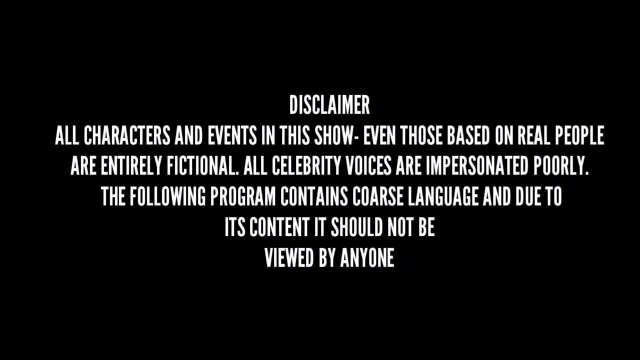 DISCLAIMER
ALL CHARACTERS AND EVENTS IN THIS SHOW- EVEN THOSE BASED ON REAL PEOPLE
ARE ENTIRELY FICTIONAL. ALL CELEBRITY VOICES ARE IMPERSONATED POORLY.
THE FOLLOWING PROGRAM CONTAINS COARSE LANGUAGE AND DUE TO
ITS CONTENT IT SHOULD NOT BE
VIEWED BY ANYONE